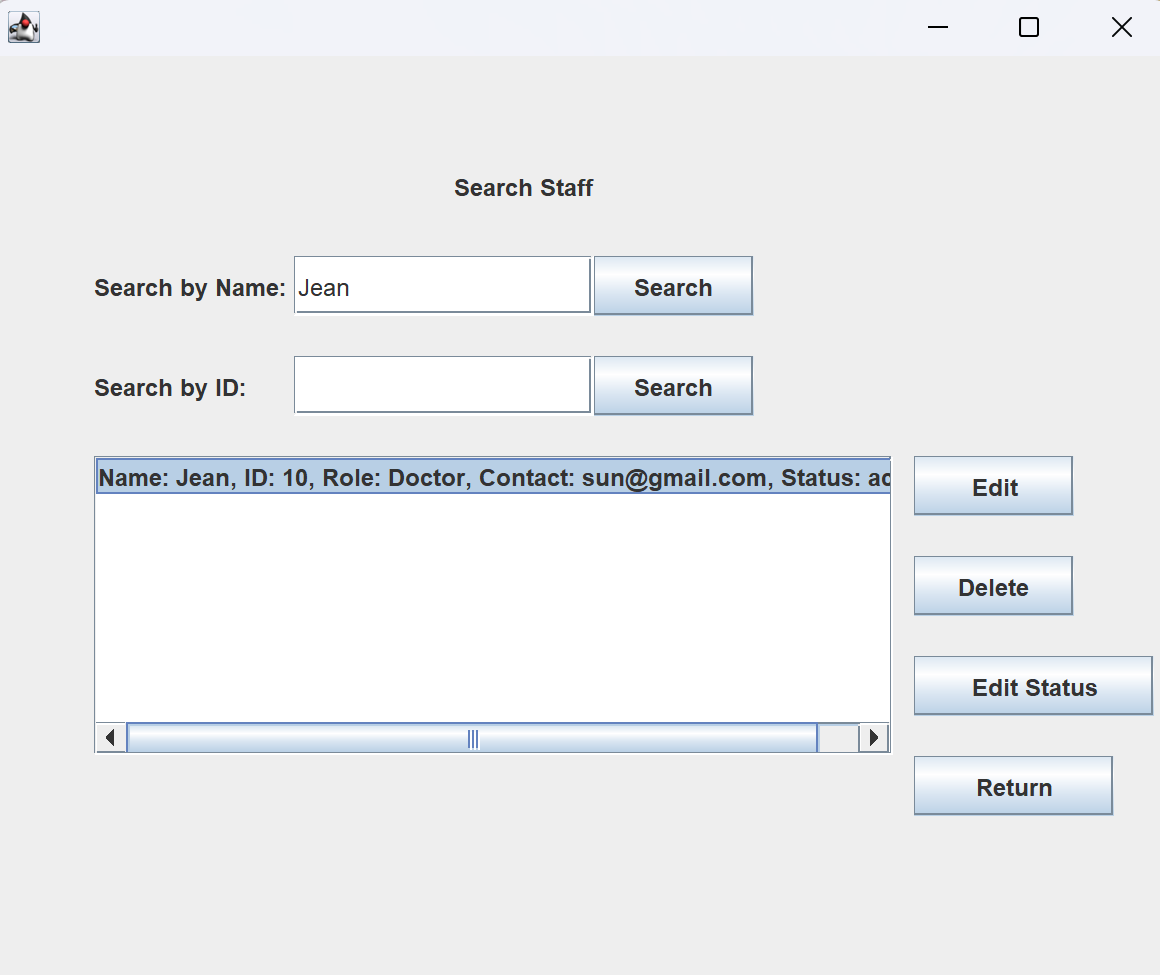 Search Staff
Search by Name: Jean Search
Search by ID: Search
Name: Jean, ID: 10, Role: Doctor, Contact: sun@gmail.com, Status: ac
Edit
Delete
Edit Status
Return